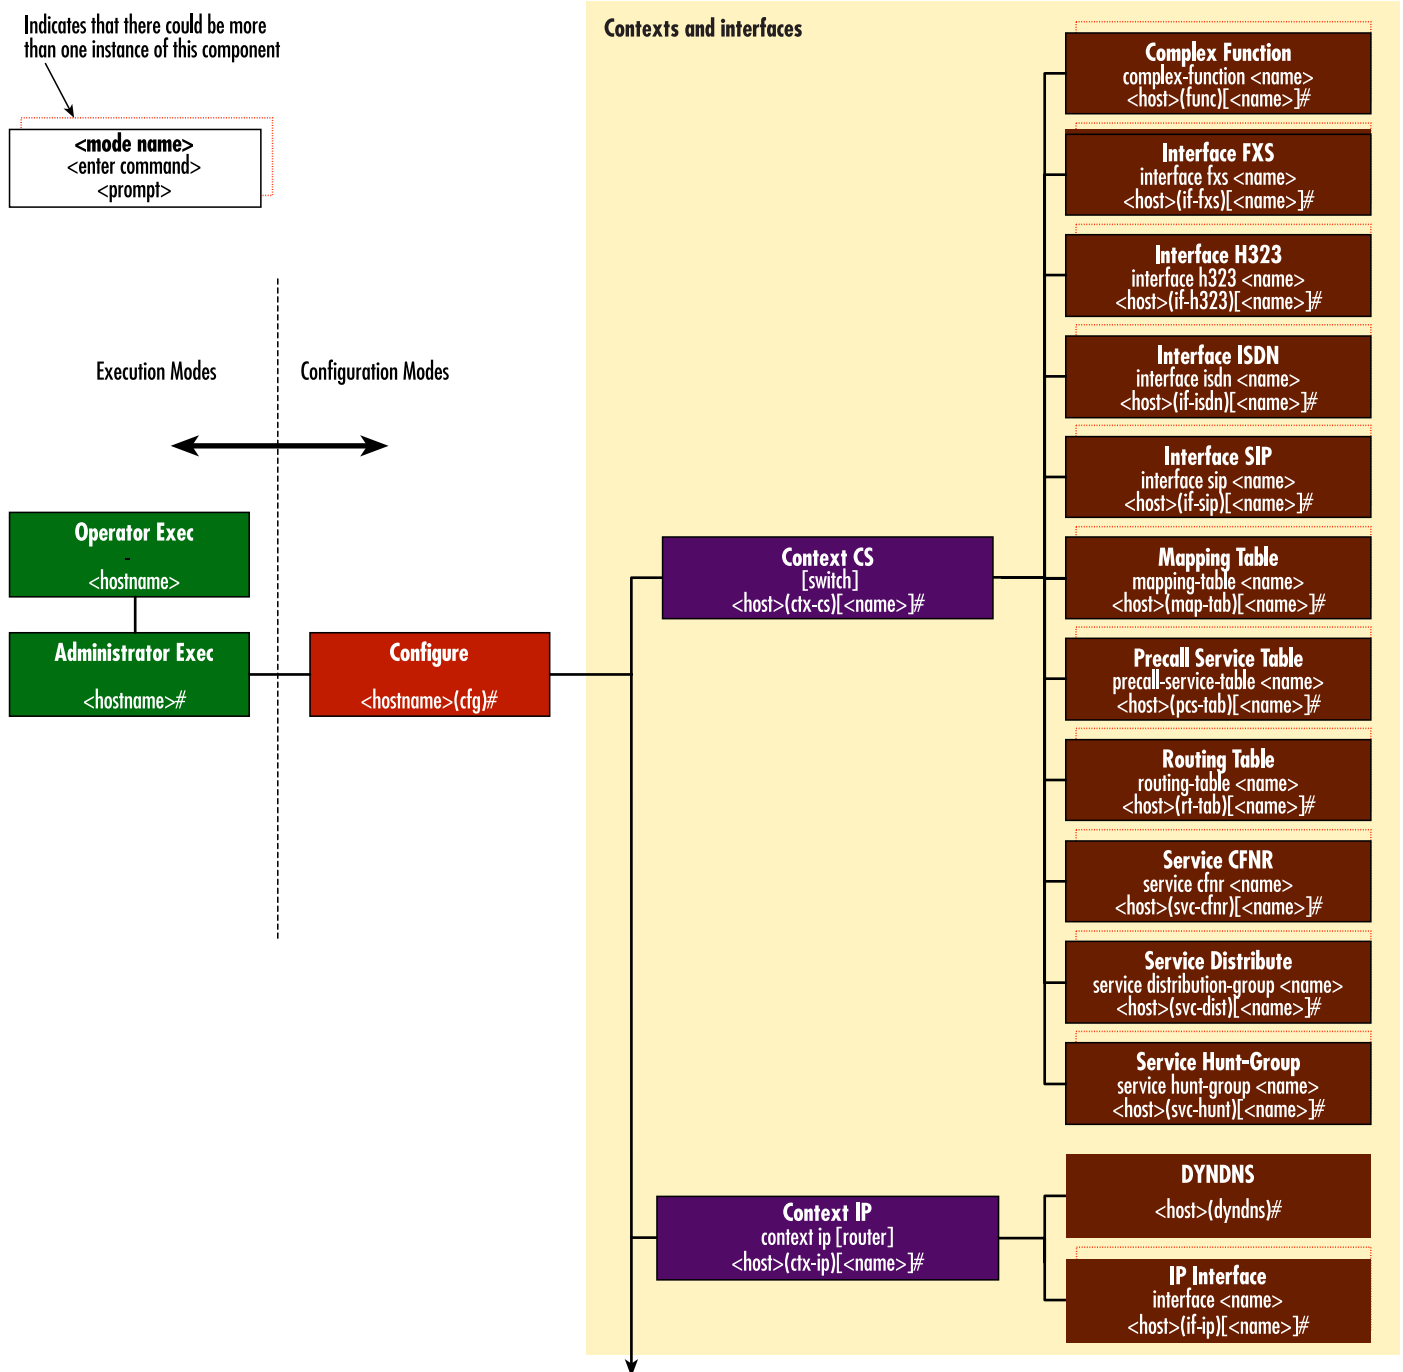 Indicates that there could be more
than one instance of this component
<mode name>
<enter command>
<prompt>
Execution Modes
Configuration Modes
Operator Exec
-
<hostname>
Administrator Exec
<hostname>#
Configure
<hostname>(cfg)#
Contexts and interfaces
Context CS
[switch]
<host>(ctx-cs)[<name>]#
Complex Function
complex-function <name>
<host>(func)[<name>]#
Interface FXS
interface fxs <name>
<host>(if-fxs)[<name>]#
Interface H323
interface h323 <name>
<host>(if-h323)[<name>]#
Interface ISDN
interface isdn <name>
<host>(if-isdn)[<name>]#
Interface SIP
interface sip <name>
<host>(if-sip)[<name>]#
Mapping Table
mapping-table <name>
<host>(map-tab)[<name>]#
Precall Service Table
precall-service-table <name>
<host>(pcs-tab)[<name>]#
Routing Table
routing-table <name>
<host>(rt-tab)[<name>]#
Service CFNR
service cfnr <name>
<host>(svc-cfnr)[<name>]#
Service Distribute
service distribution-group <name>
<host>(svc-dist)[<name>]#
Service Hunt-Group
service hunt-group <name>
<host>(svc-hunt)[<name>]#
Context IP
context ip [router]
<host>(ctx-ip)[<name>]#
DYNDNS
<host>(dyndns)#
IP Interface
interface <name>
<host>(if-ip)[<name>]#